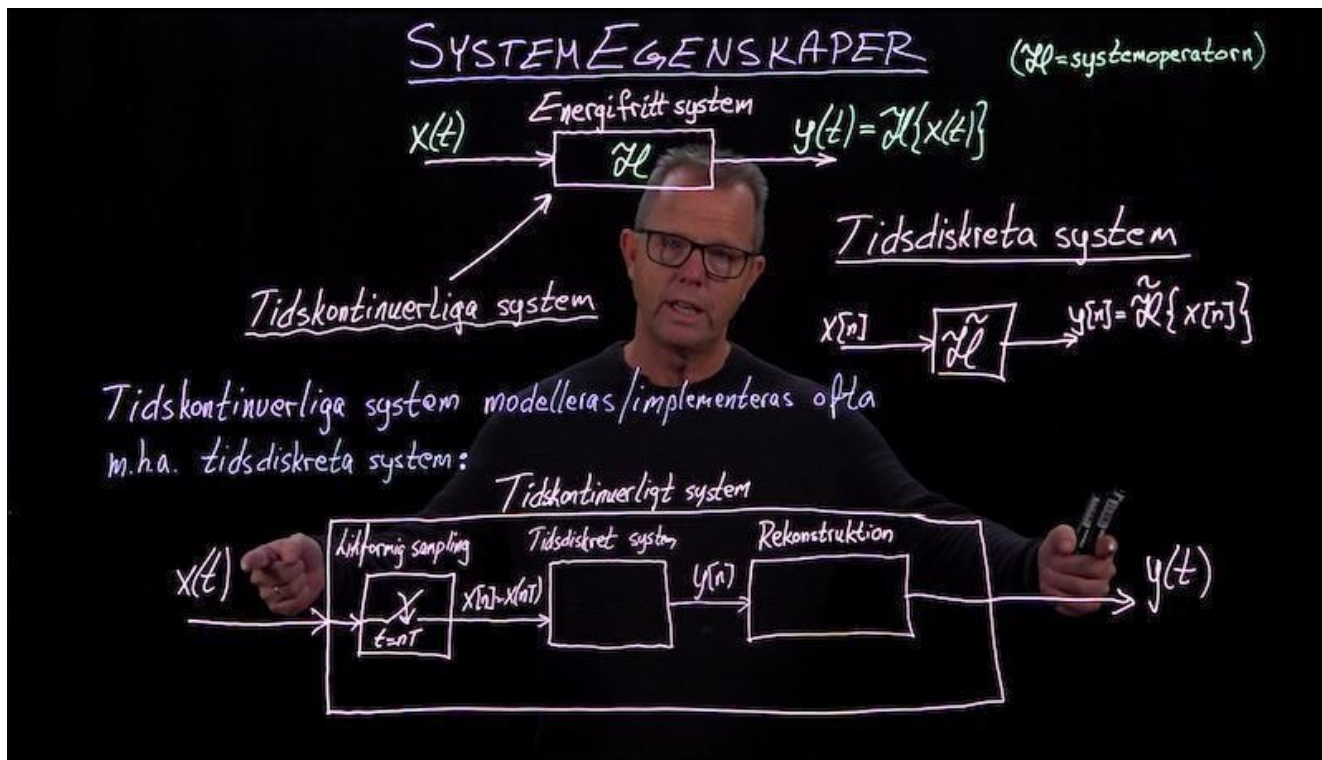 SYSTEMEGENSKAPER
(ℋ=systemoperatorn)
Energifritt system
x(t)
ℋ
y(t)=ℋ{x(t)}
Tidsdiskreta system
Tidskontinuerliga system
x[n]
ℋ̃
y[n]=ℋ̃{x[n]}
Tidskontinuerliga system modelleras/implementeras ofta
m.h.a. tidsdiskreta system:
Tidskontinuerligt system
Likformig sampling
Tidsdiskret system
Rekonstruktion
x(t)
t=nT
x[n]=x(nT)
y[n]
y(t)